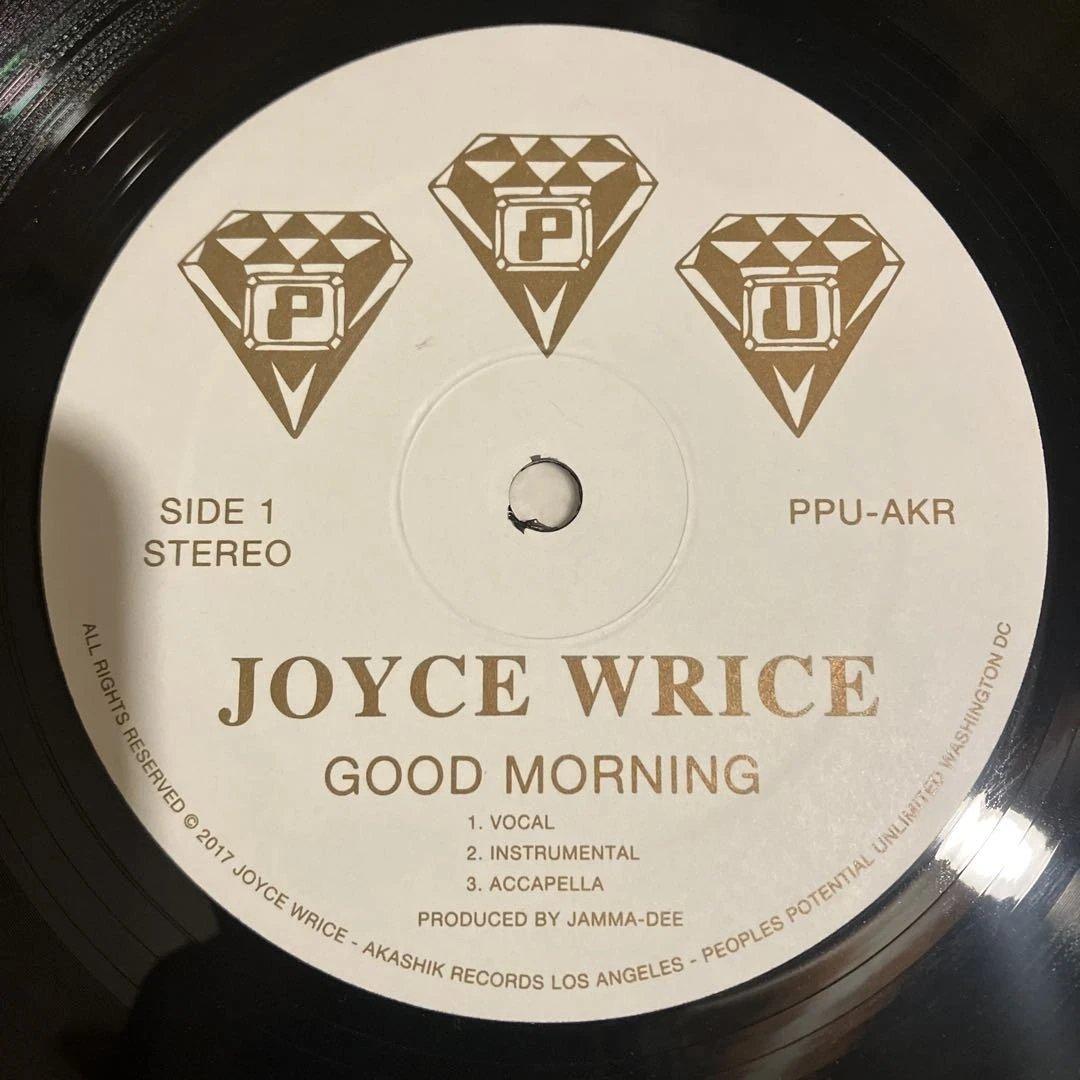 P P U
SIDE 1
STEREO
PPU-AKR
JOYCE WRICE
GOOD MORNING
1. VOCAL
2. INSTRUMENTAL
3. ACCAPELLA
PRODUCED BY JAMMA-DEE
ALL RIGHTS RESERVED © 2017 JOYCE WRICE - AKASHIK RECORDS LOS ANGELES - PEOPLES POTENTIAL UNLIMITED WASHINGTON DC